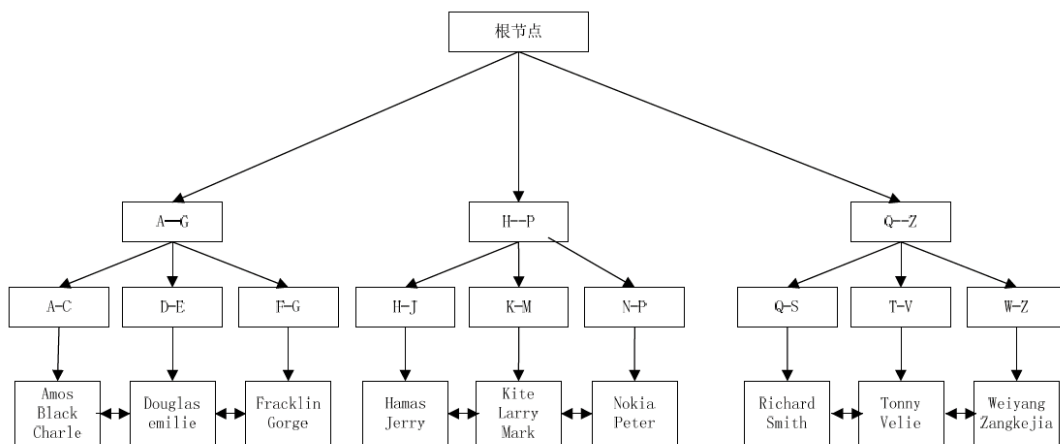 根节点
A—G
H--P
Q--Z
A-C
D-E
F-G
H-J
K-M
N-P
Q-S
T-V
W-Z
Amos
Black
Charle
Douglas
emilie
Fracklin
Gorge
Hamas
Jerry
Kite
Larry
Mark
Nokia
Peter
Richard
Smith
Tonny
Velie
Weiyang
Zangkejia